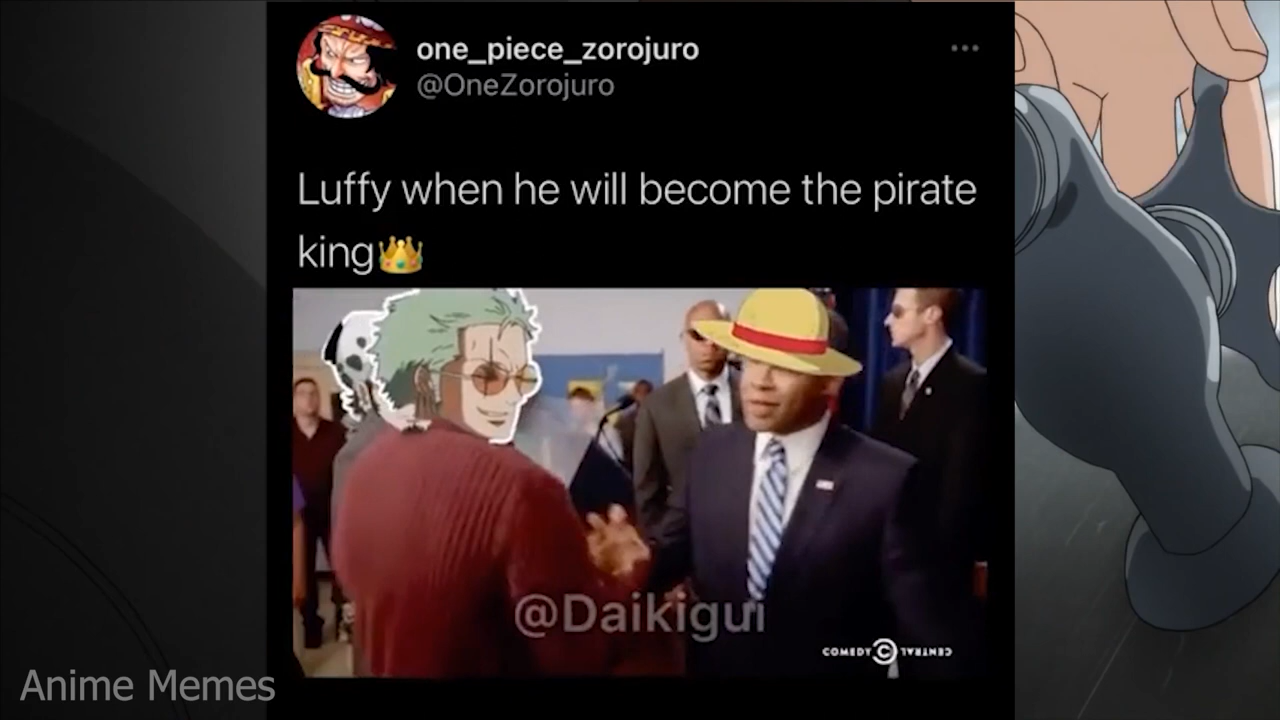 one_piece_zorojuro
@OneZorojuro
Luffy when he will become the pirate
king👑
@Daikigui
COMEDY CENTRAL
Anime Memes